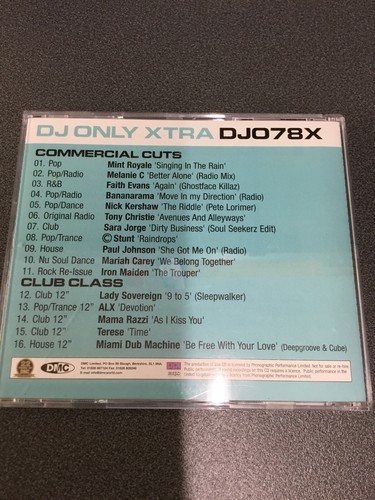 DJ ONLY XTRA DJO78X
COMMERCIAL CUTS
01. Pop Mint Royale 'Singing In The Rain'
02. Pop/Radio Melanie C 'Better Alone' (Radio Mix)
03. R&B Faith Evans 'Again' (Ghostface Killaz)
04. Pop/Radio Bananarama 'Move In My Direction' (Radio)
05. Pop/Dance Nick Kershaw 'The Riddle' (Pete Lorimer)
06. Original Radio Tony Christie 'Avenues And Alleyways'
07. Club Sara Jorge 'Dirty Business' (Soul Seekerz Edit)
08. Pop/Trance © Stunt 'Raindrops'
09. House Paul Johnson 'She Got Me On' (Radio)
10. Nu Soul Dance Mariah Carey 'We Belong Together'
11. Rock Re-Issue Iron Maiden 'The Trouper'
CLUB CLASS
12. Club 12" Lady Sovereign '9 to 5' (Sleepwalker)
13. Pop/Trance 12" ALX 'Devotion'
14. Club 12" Mama Razzi 'As I Kiss You'
15. Club 12" Terese 'Time'
16. House 12" Miami Dub Machine 'Be Free With Your Love' (Deepgroove & Cube)
DMC